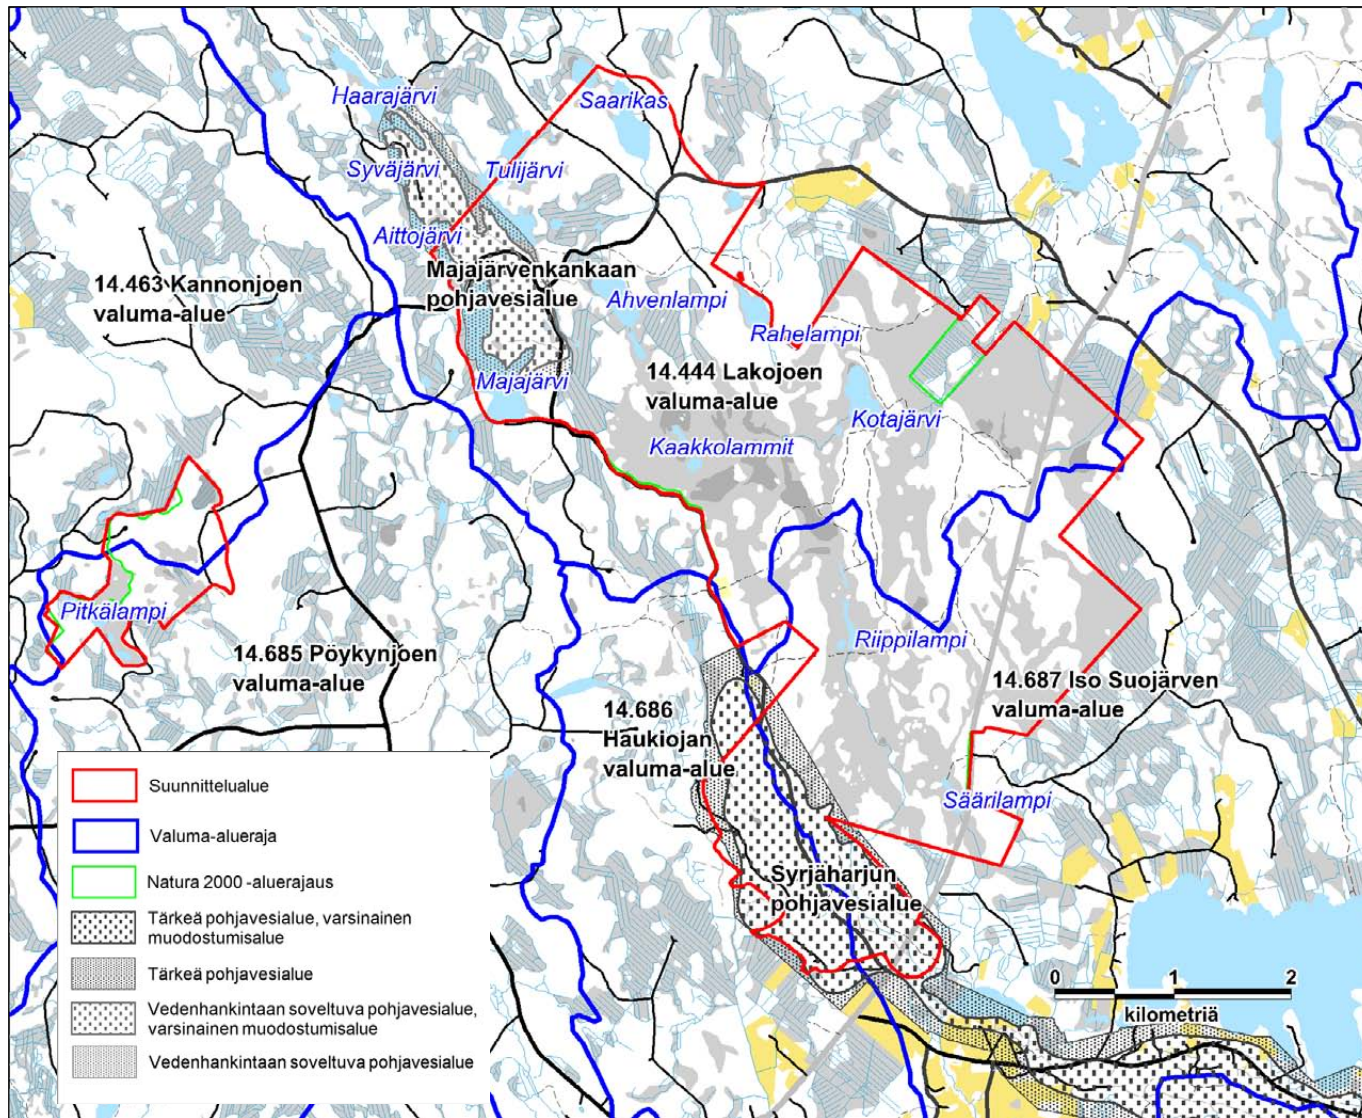 Haarajärvi
Saarikas
Syväjärvi
Tulijärvi
Aittojärvi
14.463 Kannonjoen
valuma-alue
Majajärvenkankaan
pohjavesialue
Ahvenlampi
Rahelampi
Majajärvi
14.444 Lakojoen
valuma-alue
Kotajärvi
Kaakkolammit
Pitkälampi
Riippilampi
14.685 Pöykynjoen
valuma-alue
14.687 Iso Suojärven
valuma-alue
14.686
Haukiojan
valuma-alue
Säärilampi
Syrjäharjun
pohjavesialue
Suunnittelualue
Valuma-alueraja
Natura 2000 -aluerajaus
Tärkeä pohjavesialue, varsinainen
muodostumisalue
Tärkeä pohjavesialue
Vedenhankintaan soveltuva pohjavesialue,
varsinainen muodostumisalue
Vedenhankintaan soveltuva pohjavesialue
0 1 2
kilometriä